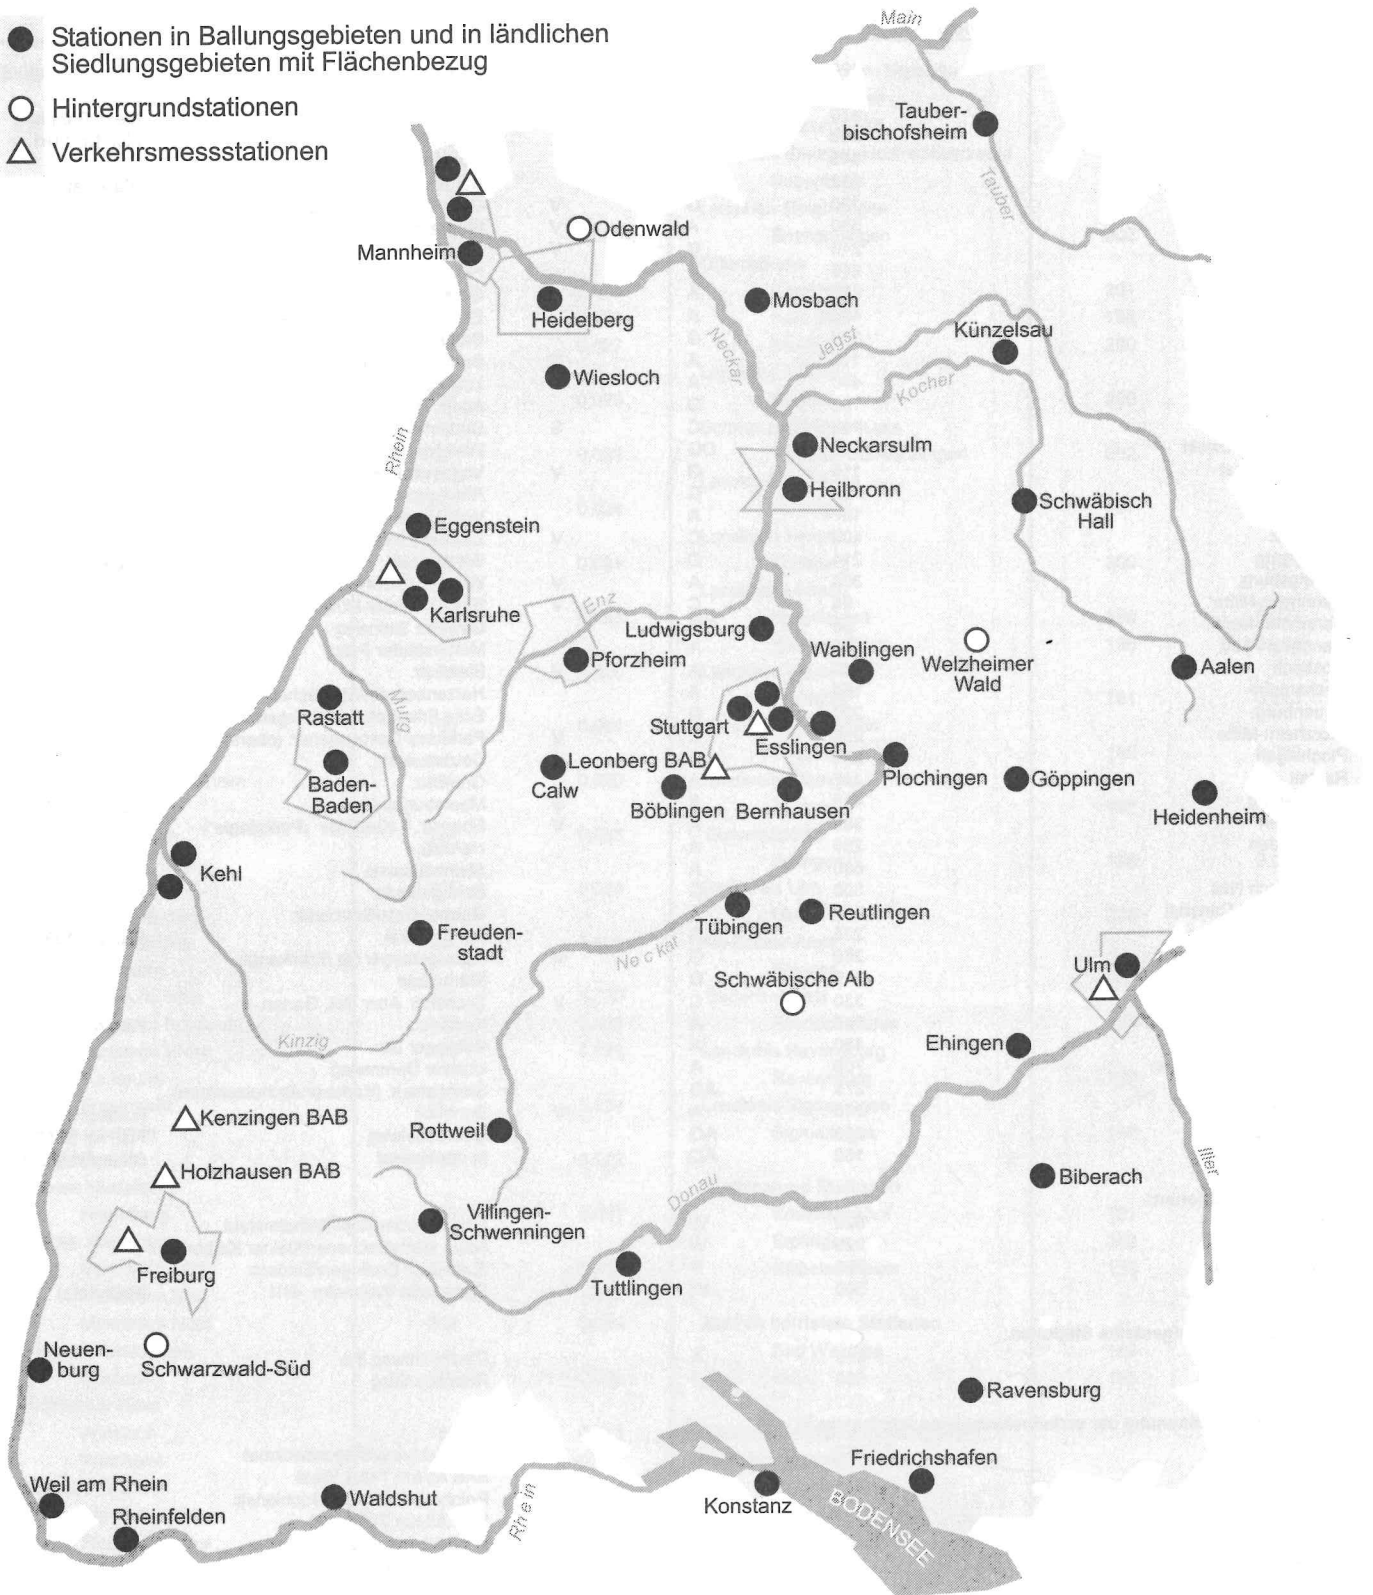 Stationen in Ballungsgebieten und in ländlichen
Siedlungsgebieten mit Flächenbezug
Hintergrundstationen
Verkehrsmessstationen
Main
Tauber-
bischofsheim
Tauber
Odenwald
Mannheim
Heidelberg
Mosbach
Neckar
Jagst
Künzelsau
Kocher
Wiesloch
Rhein
Neckarsulm
Heilbronn
Schwäbisch
Hall
Eggenstein
Karlsruhe
Enz
Ludwigsburg
Pforzheim
Waiblingen
Welzheimer
Wald
Aalen
Rastatt
Murg
Stuttgart
Esslingen
Leonberg BAB
Plochingen
Göppingen
Baden-
Baden
Calw
Böblingen
Bernhausen
Heidenheim
Kehl
Tübingen
Reutlingen
Freuden-
stadt
Neckar
Ulm
Schwäbische Alb
Ehingen
Kinzig
Kenzingen BAB
Rottweil
Holzhausen BAB
Iller
Biberach
Donau
Villingen-
Schwenningen
Freiburg
Tuttlingen
Neuen-
burg
Schwarzwald-Süd
Ravensburg
Friedrichshafen
Weil am Rhein
Waldshut
Rhein
Konstanz
BODENSEE
Rheinfelden